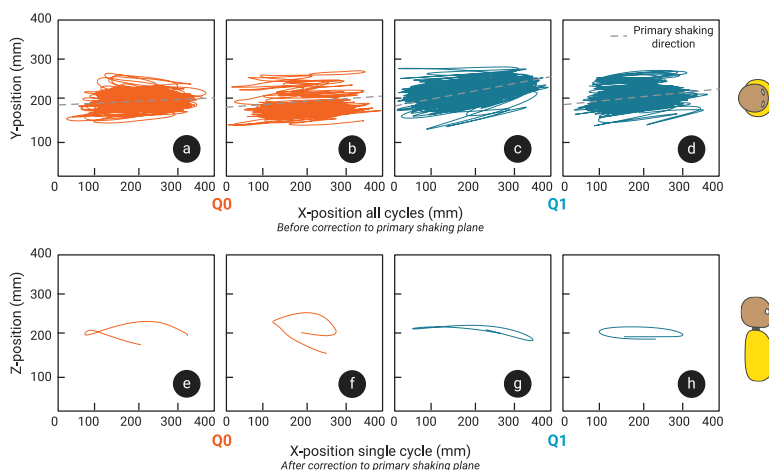 400
300
200
100
Y-position (mm)
Primary shaking
direction
a
b
c
d
0 100 200 300 400
0 100 200 300 400
0 100 200 300 400
0 100 200 300 400
Q0
Q1
X-position all cycles (mm)
Before correction to primary shaking plane
400
300
200
100
Z-position (mm)
e
f
g
h
0 100 200 300 400
0 100 200 300 400
0 100 200 300 400
0 100 200 300 400
Q0
Q1
X-position single cycle (mm)
After correction to primary shaking plane